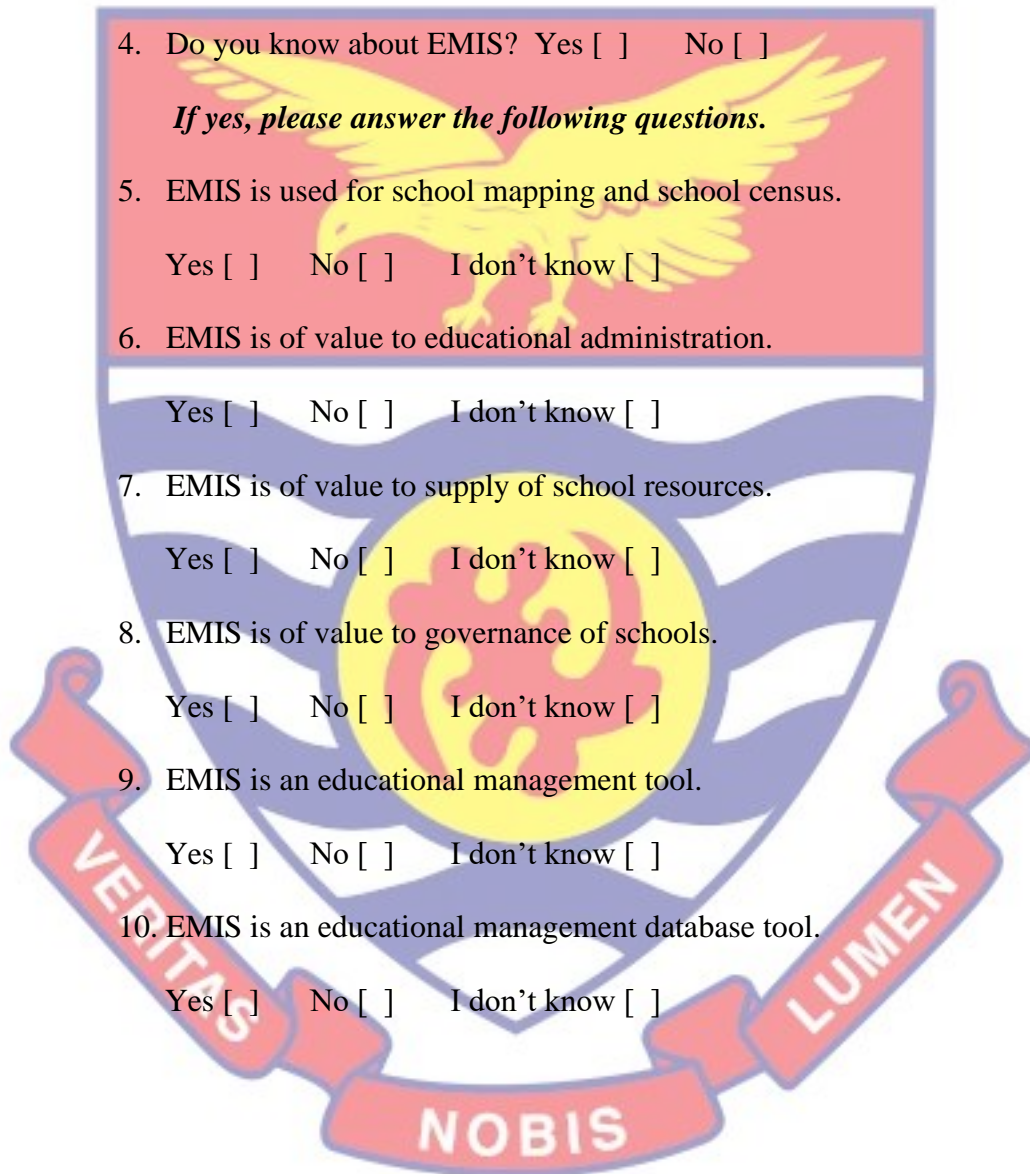 4. Do you know about EMIS? Yes [ ] No [ ]
If yes, please answer the following questions.
5. EMIS is used for school mapping and school census.
Yes [ ] No [ ] I don’t know [ ]
6. EMIS is of value to educational administration.
Yes [ ] No [ ] I don’t know [ ]
7. EMIS is of value to supply of school resources.
Yes [ ] No [ ] I don’t know [ ]
8. EMIS is of value to governance of schools.
Yes [ ] No [ ] I don’t know [ ]
9. EMIS is an educational management tool.
Yes [ ] No [ ] I don’t know [ ]
10. EMIS is an educational management database tool.
Yes [ ] No [ ] I don’t know [ ]
VERITAS
NOBIS
LUMEN